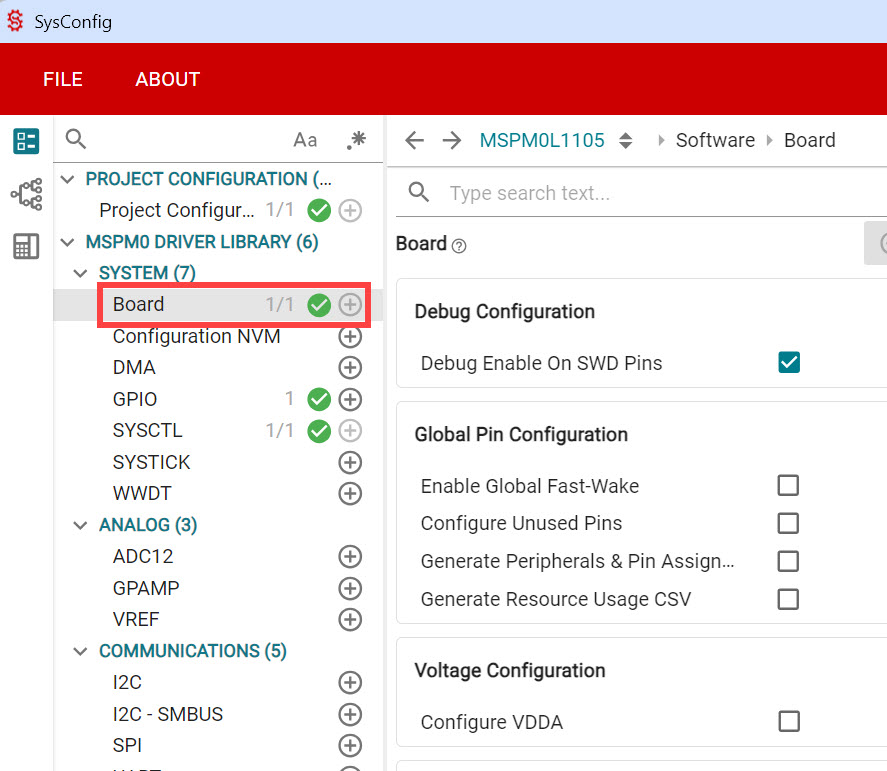 SysConfig
FILE ABOUT
Aa .*
PROJECT CONFIGURATION (...
Project Configur... 1/1
MSPM0 DRIVER LIBRARY (6)
SYSTEM (7)
Board 1/1
Configuration NVM
DMA
GPIO 1
SYSCTL 1/1
SYSTICK
WWDT
ANALOG (3)
ADC12
GPAMP
VREF
COMMUNICATIONS (5)
I2C
I2C - SMBUS
SPI
MSPM0L1105 Software Board
Type search text...
Board ?
Debug Configuration
Debug Enable On SWD Pins
Global Pin Configuration
Enable Global Fast-Wake
Configure Unused Pins
Generate Peripherals & Pin Assign...
Generate Resource Usage CSV
Voltage Configuration
Configure VDDA